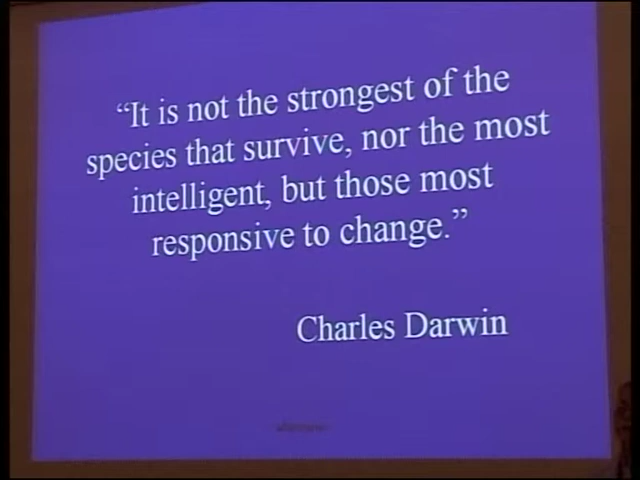 “It is not the strongest of the
species that survive, nor the most
intelligent, but those most
responsive to change.”
Charles Darwin